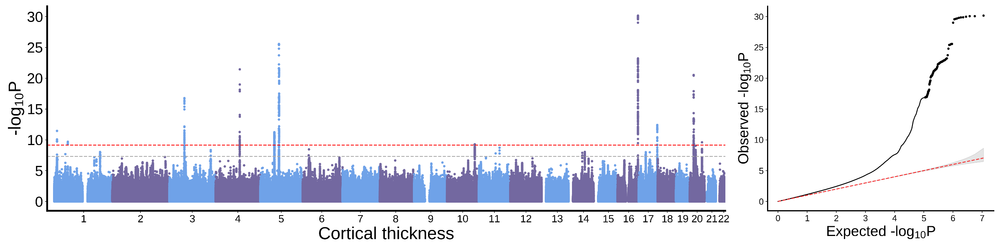 -log10P
30
25
20
15
10
5
0
1 2 3 4 5 6 7 8 9 10 11 12 13 14 15 16 17 18 19 20 21 22
Cortical thickness
Observed -log10P
30
25
20
15
10
5
0
0 1 2 3 4 5 6 7
Expected -log10P